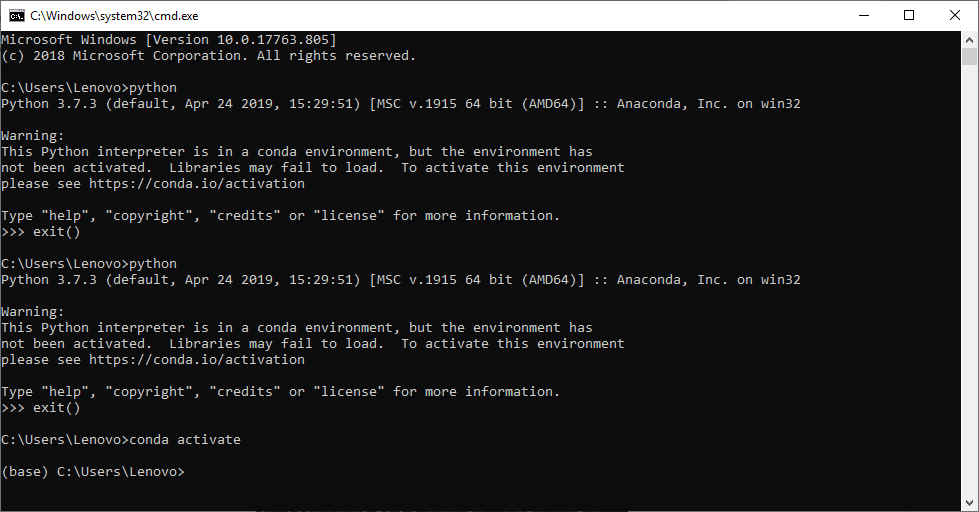 C:\Windows\system32\cmd.exe
Microsoft Windows [Version 10.0.17763.805]
(c) 2018 Microsoft Corporation. All rights reserved.
C:\Users\Lenovo>python
Python 3.7.3 (default, Apr 24 2019, 15:29:51) [MSC v.1915 64 bit (AMD64)] :: Anaconda, Inc. on win32
Warning:
This Python interpreter is in a conda environment, but the environment has
not been activated.  Libraries may fail to load.  To activate this environment
please see https://conda.io/activation
Type "help", "copyright", "credits" or "license" for more information.
>>> exit()
C:\Users\Lenovo>python
Python 3.7.3 (default, Apr 24 2019, 15:29:51) [MSC v.1915 64 bit (AMD64)] :: Anaconda, Inc. on win32
Warning:
This Python interpreter is in a conda environment, but the environment has
not been activated.  Libraries may fail to load.  To activate this environment
please see https://conda.io/activation
Type "help", "copyright", "credits" or "license" for more information.
>>> exit()
C:\Users\Lenovo>conda activate
(base) C:\Users\Lenovo>